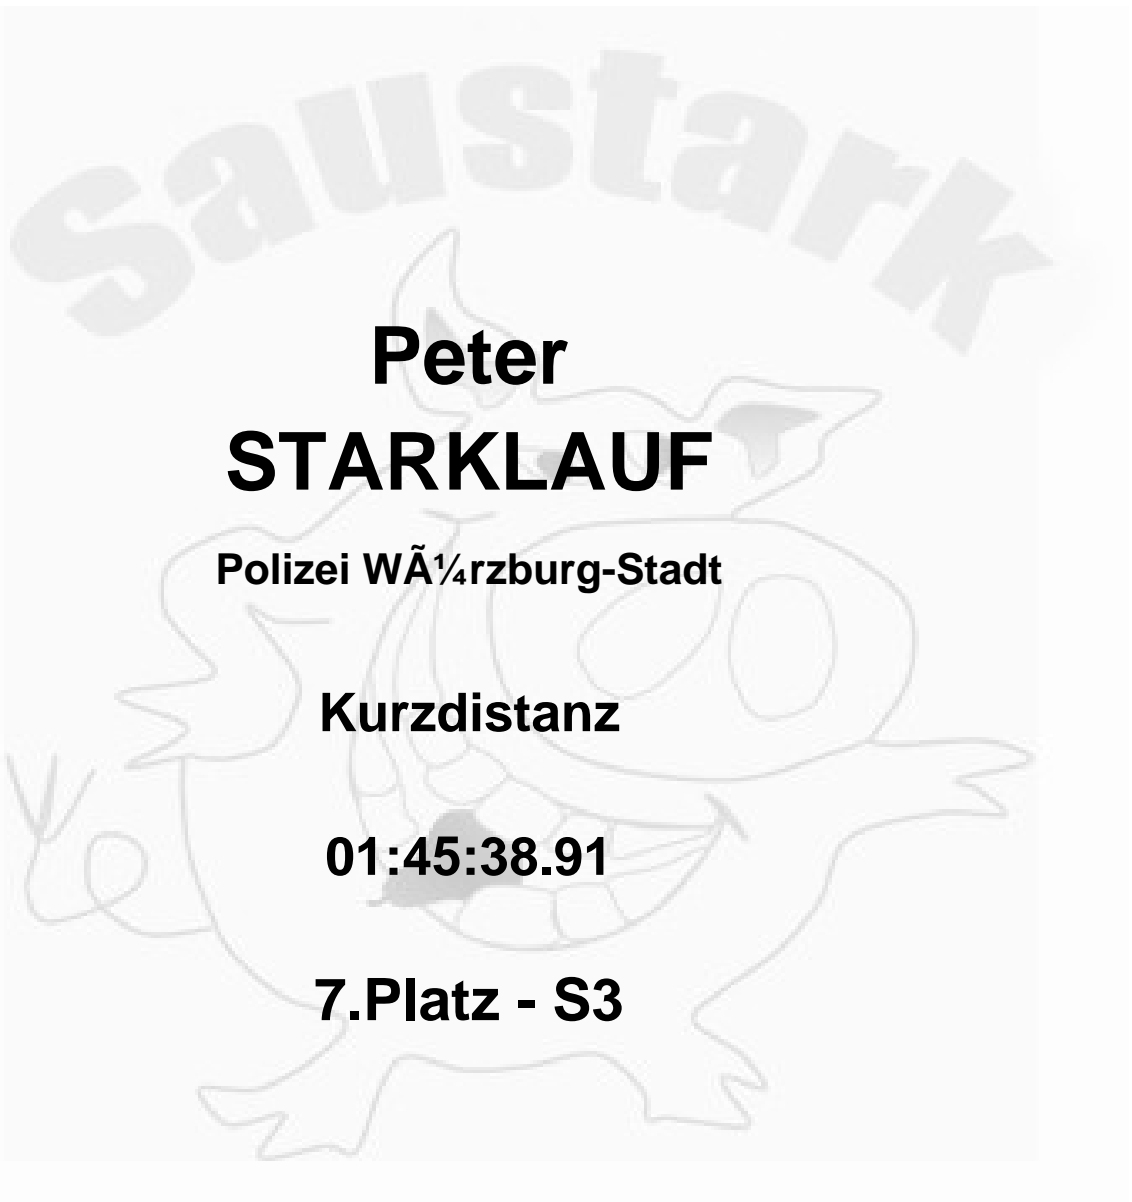 Saustark
Peter
STARKLAUF
Polizei WÃ¼rzburg-Stadt
Kurzdistanz
01:45:38.91
7.Platz - S3